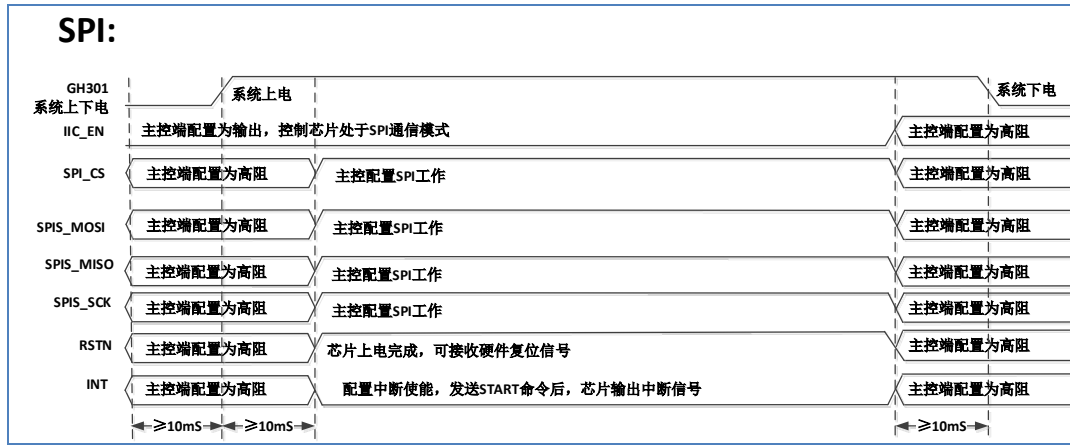 SPI:
GH301
系统上下电
系统上电
系统下电
IIC_EN
主控端配置为输出，控制芯片处于SPI通信模式
主控端配置为高阻
SPI_CS
主控端配置为高阻
主控配置SPI工作
主控端配置为高阻
SPIS_MOSI
主控端配置为高阻
主控配置SPI工作
主控端配置为高阻
SPIS_MISO
主控端配置为高阻
主控配置SPI工作
主控端配置为高阻
SPIS_SCK
主控端配置为高阻
主控配置SPI工作
主控端配置为高阻
RSTN
主控端配置为高阻
芯片上电完成，可接收硬件复位信号
主控端配置为高阻
INT
主控端配置为高阻
配置中断使能，发送START命令后，芯片输出中断信号
主控端配置为高阻
≥10mS
≥10mS
≥10mS